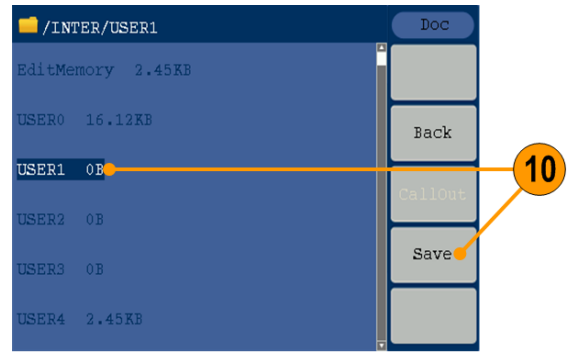 /INTER/USER1
Doc
EditMemory 2.45KB
USER0 16.12KB
Back
USER1 0B
10
CallOut
USER2 0B
Save
USER3 0B
USER4 2.45KB